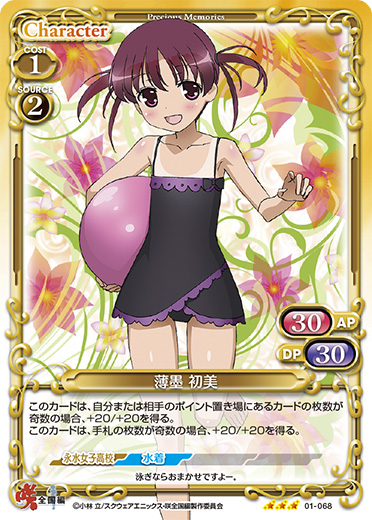 Precious Memories
Character
COST
1
SOURCE
2
30 AP
DP 30
薄墨 初美
このカードは、自分または相手のポイント置き場にあるカードの枚数が
奇数の場合、+20/+20を得る。
このカードは、手札の枚数が奇数の場合、+20/+20を得る。
永水女子高校 水着
泳ぎならおまかせですよー。
咲 全国編
©小林 立/スクウェアエニックス・咲全国編製作委員会
01-068